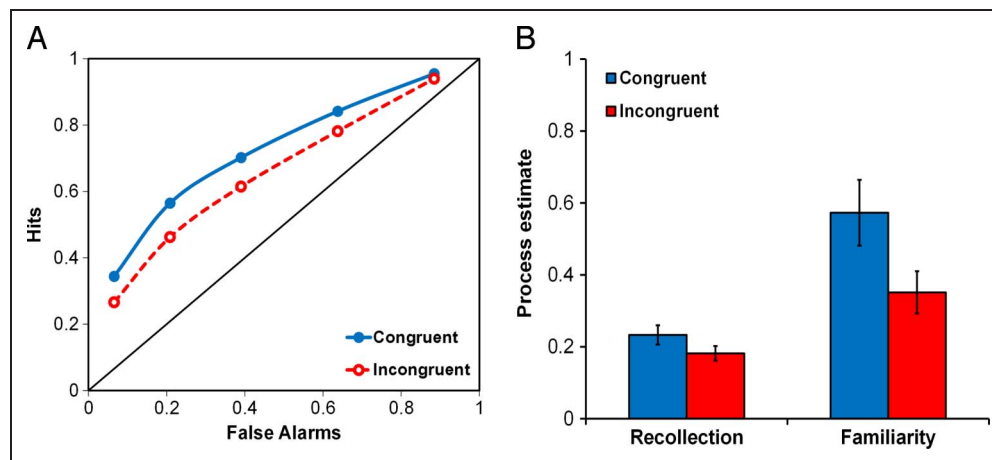 A
1
0.8
0.6
0.4
0.2
0
Hits
Congruent
Incongruent
0 0.2 0.4 0.6 0.8 1
False Alarms
B
1
0.8
0.6
0.4
0.2
0
Process estimate
Congruent
Incongruent
Recollection Familiarity